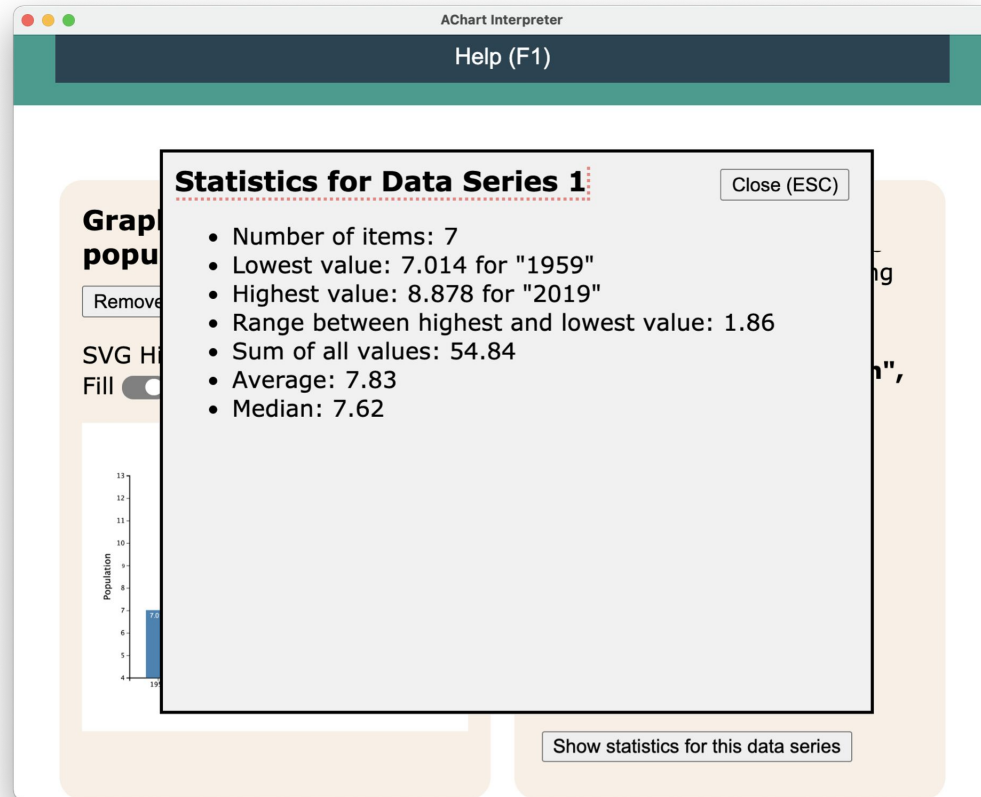 AChart Interpreter
Help (F1)
Statistics for Data Series 1
Close (ESC)
• Number of items: 7
• Lowest value: 7.014 for "1959"
• Highest value: 8.878 for "2019"
• Range between highest and lowest value: 1.86
• Sum of all values: 54.84
• Average: 7.83
• Median: 7.62
Grap
popu
Remove
SVG Hi
Fill
ng
n",
13
12
11
10
9
8
7
6
5
4
Population
7.0
195
Show statistics for this data series